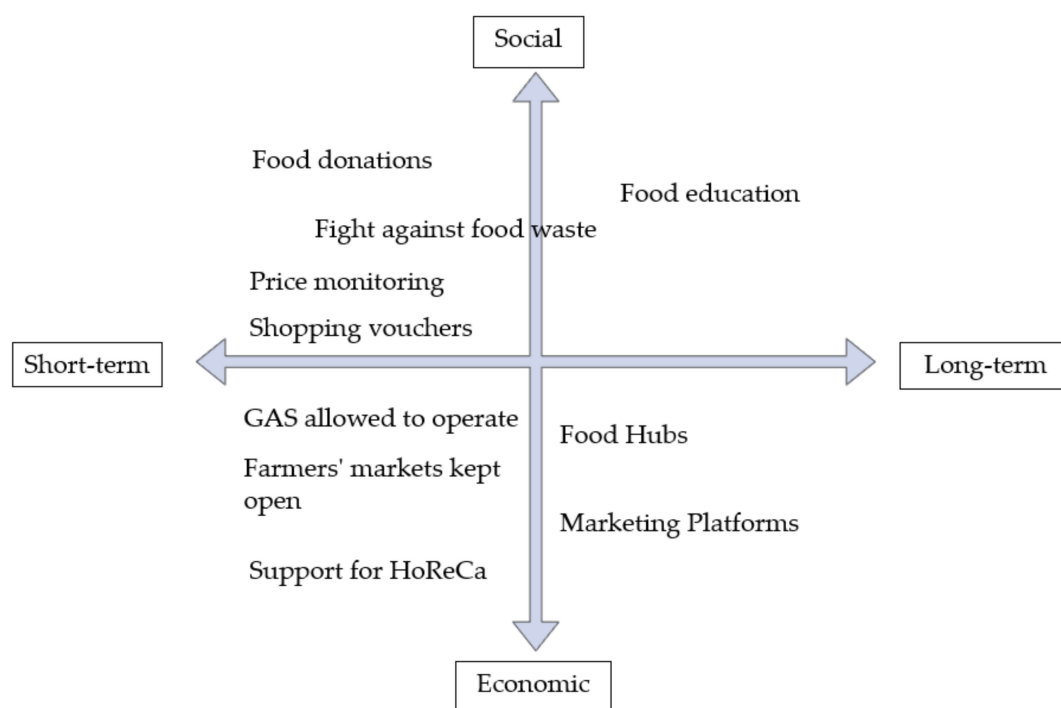 Social
Food donations
Food education
Fight against food waste
Price monitoring
Shopping vouchers
Short-term
Long-term
GAS allowed to operate
Food Hubs
Farmers' markets kept
open
Marketing Platforms
Support for HoReCa
Economic